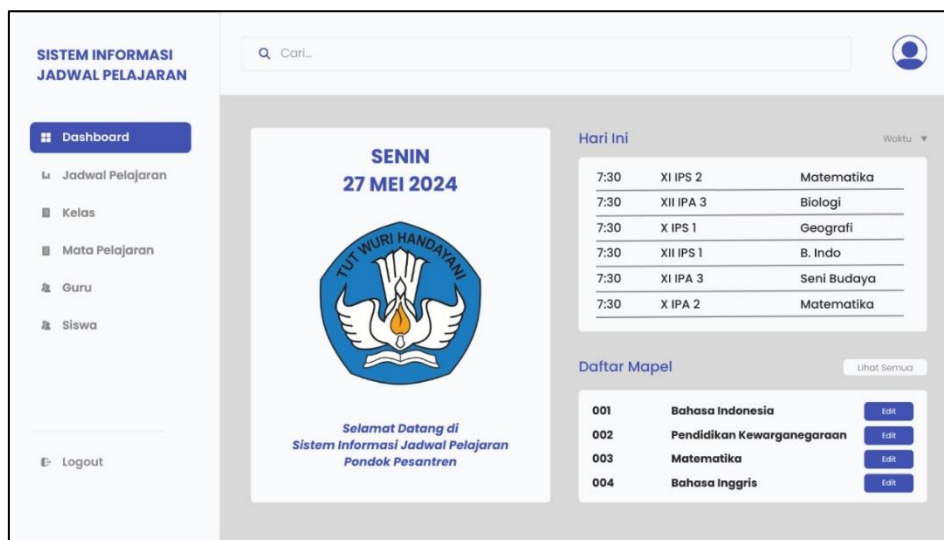 SISTEM INFORMASI
JADWAL PELAJARAN
Cari...
Dashboard
Jadwal Pelajaran
Kelas
Mata Pelajaran
Guru
Siswa
Logout
SENIN
27 MEI 2024
TUT WURI HANDAYANI
Selamat Datang di
Sistem Informasi Jadwal Pelajaran
Pondok Pesantren
Hari Ini
Waktu
7:30 XI IPS 2 Matematika
7:30 XII IPA 3 Biologi
7:30 X IPS 1 Geografi
7:30 XII IPS 1 B. Indo
7:30 XI IPA 3 Seni Budaya
7:30 X IPA 2 Matematika
Daftar Mapel
Lihat Semua
001 Bahasa Indonesia Edit
002 Pendidikan Kewarganegaraan Edit
003 Matematika Edit
004 Bahasa Inggris Edit